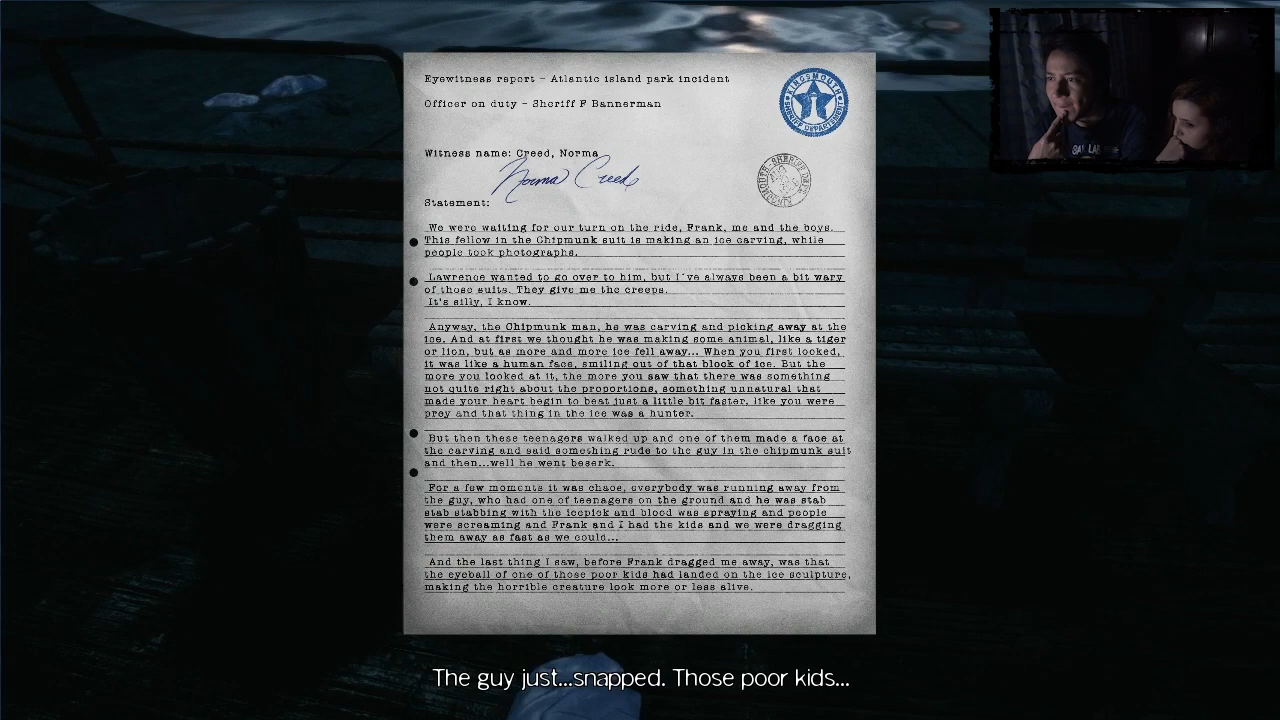 Eyewitness report - Atlantic island park incident
Officer on duty - Sheriff F Bannerman
KINGSMOUTH
SHERIFF DEPARTMENT
Witness name: Creed, Norma
Norma Creed
Statement:
We were waiting for our turn on the ride, Frank, me and the boys.
This fellow in the Chipmunk suit is making an ice carving, while
people took photographs.
Lawrence wanted to go over to him, but I've always been a bit wary
of those suits. They give me the creeps.
It's silly, I know.
Anyway, the Chipmunk man, he was carving and picking away at the
ice. And at first we thought he was making some animal, like a tiger
or lion, but as more and more ice fell away... When you first looked,
it was like a human face, smiling out of that block of ice. But the
more you looked at it, the more you saw that there was something
not quite right about the proportions, something unnatural that
made your heart begin to beat just a little bit faster, like you were
prey and that thing in the ice was a hunter.
But then these teenagers walked up and one of them made a face at
the carving and said something rude to the guy in the chipmunk suit
and then...well he went beserk.
For a few moments it was chaos, everybody was running away from
the guy, who had one of teenagers on the ground and he was stab
stab stabbing with the icepick and blood was spraying and people
were screaming and Frank and I had the kids and we were dragging
them away as fast as we could...
And the last thing I saw, before Frank dragged me away, was that
the eyeball of one of those poor kids had landed on the ice sculpture,
making the horrible creature look more or less alive.
The guy just...snapped. Those poor kids...